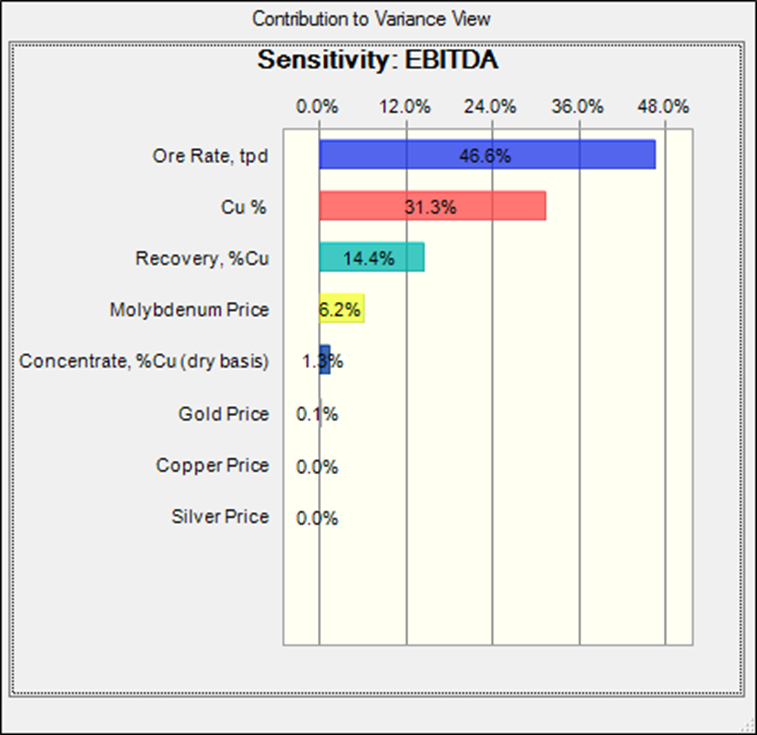 Contribution to Variance View
Sensitivity: EBITDA
0.0% 12.0% 24.0% 36.0% 48.0%
Ore Rate, tpd 46.6%
Cu % 31.3%
Recovery, %Cu 14.4%
Molybdenum Price 6.2%
Concentrate, %Cu (dry basis) 1.3%
Gold Price 0.1%
Copper Price 0.0%
Silver Price 0.0%